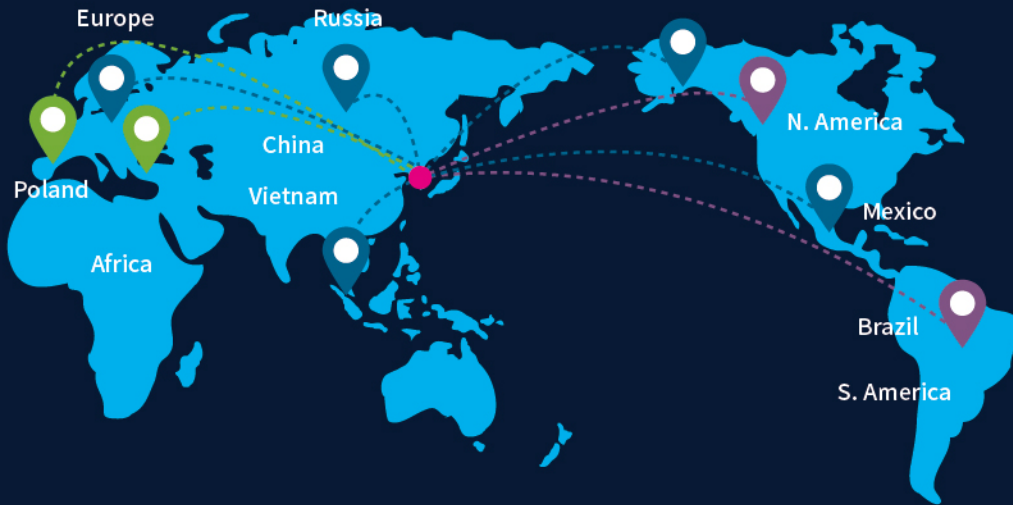 Europe
Russia
N. America
China
Poland
Vietnam
Mexico
Africa
Brazil
S. America